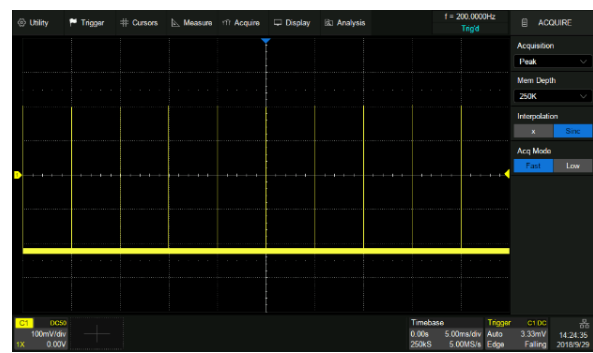 Utility Trigger Cursors Measure Acquire Display Analysis
f = 200.0000Hz
Trig'd
ACQUIRE
Acquisition
Peak
Mem Depth
250K
Interpolation
x Sinc
Acq Mode
Fast Low
C1 DC50
100mV/div
1X 0.00V
Timebase
0.00s 5.00ms/div
250kS 5.00MS/s
Trigger C1 DC
Auto 3.33mV
Edge Falling
14:24:35
2018/9/29